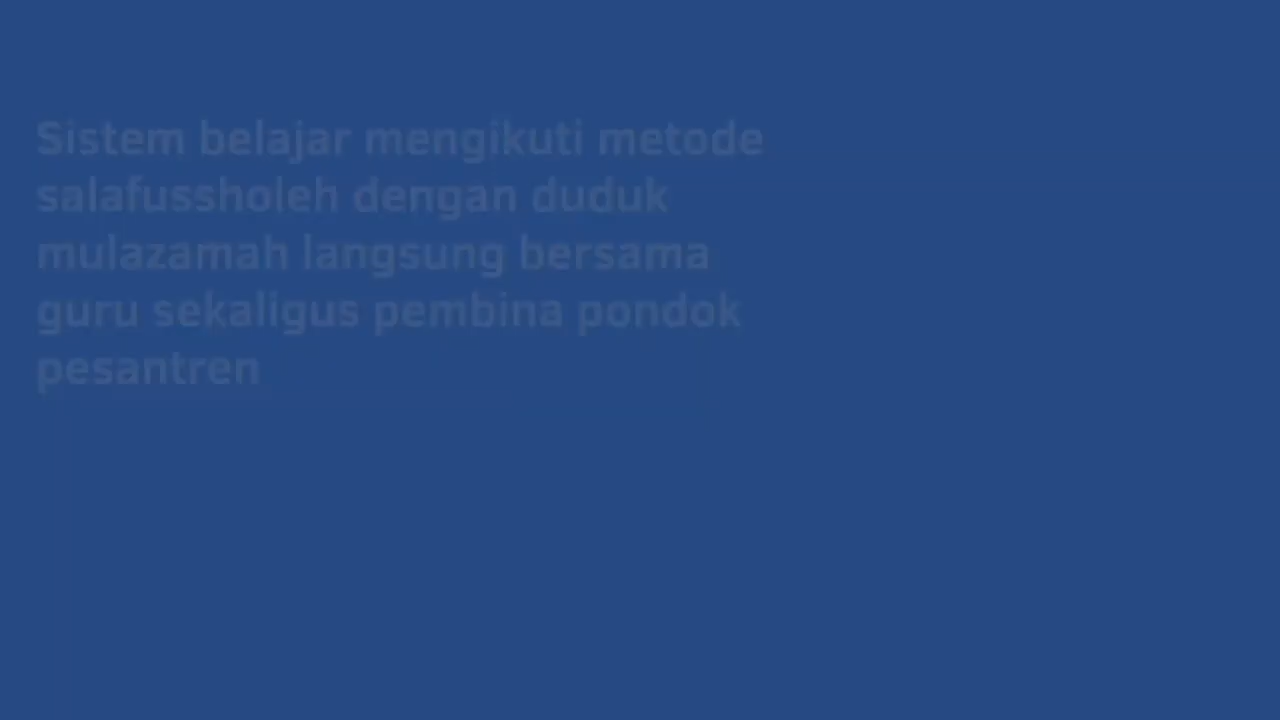 Sistem belajar mengikuti metode
salafussholeh dengan duduk
mulazamah langsung bersama
guru sekaligus pembina pondok
pesantren